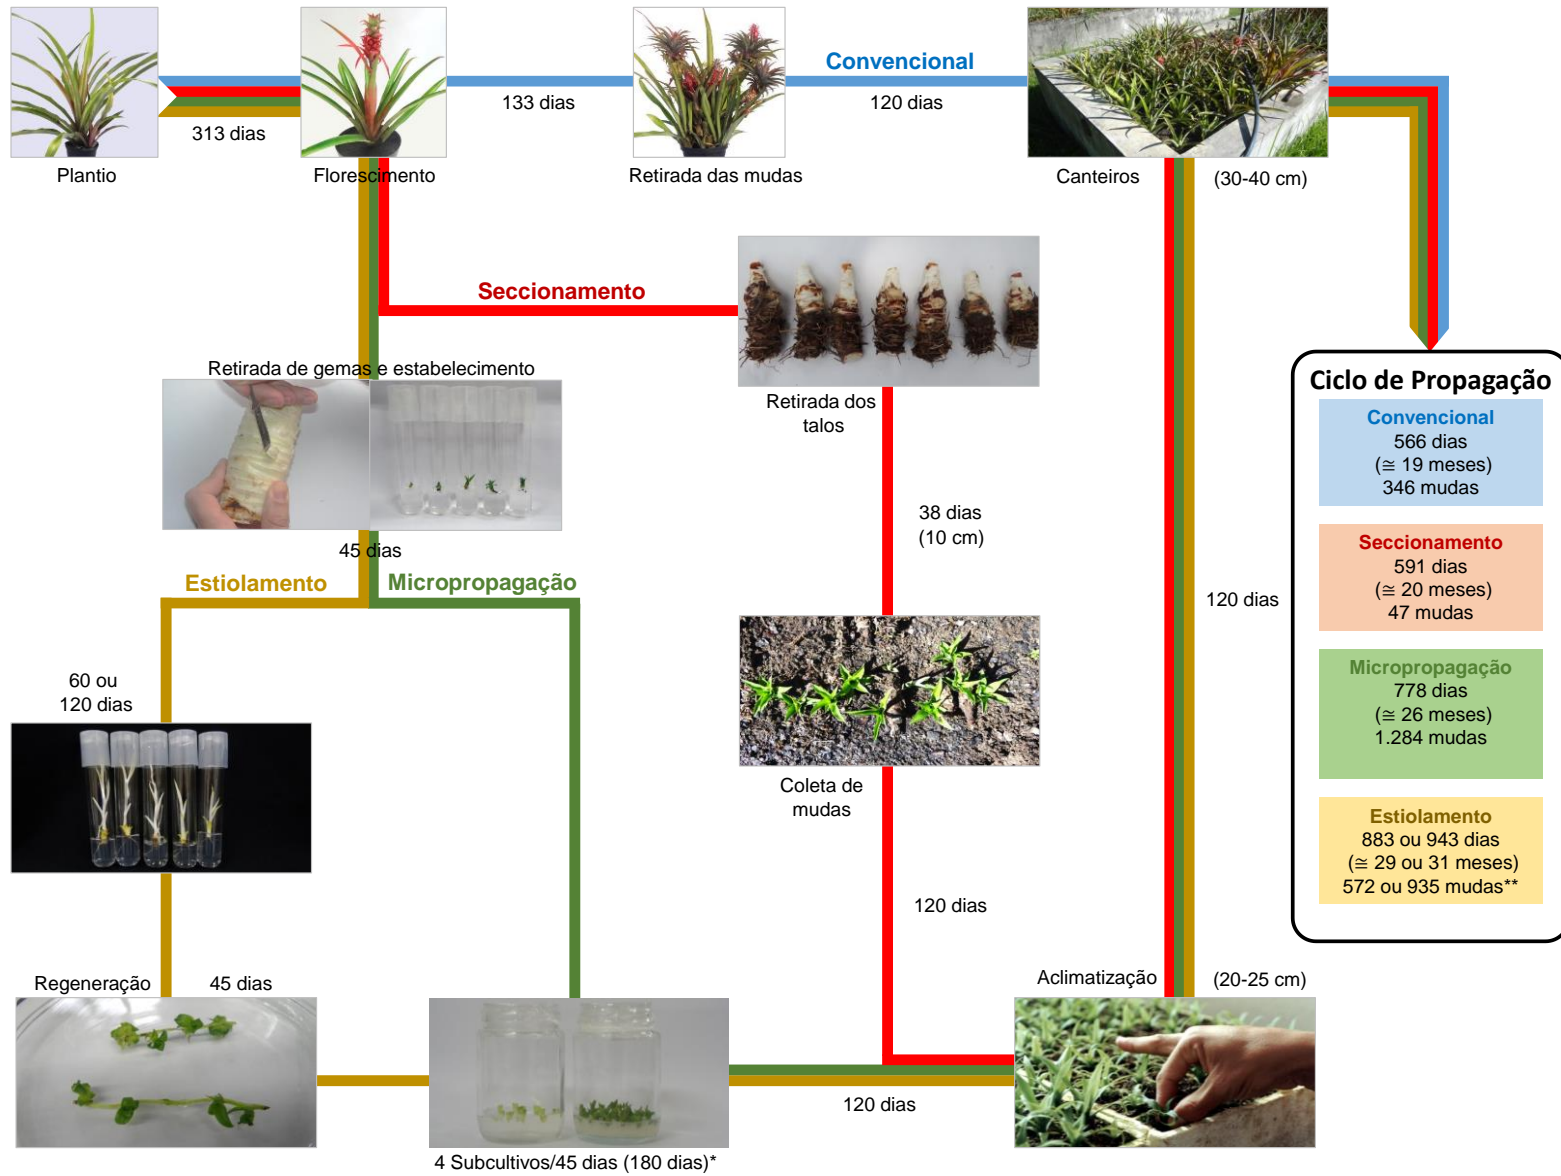 Convencional
313 dias
133 dias
120 dias
Plantio
Florescimento
Retirada das mudas
Canteiros
(30-40 cm)
Seccionamento
Retirada de gemas e estabelecimento
Retirada dos
talos
45 dias
Estiolamento
Micropropagação
38 dias
(10 cm)
120 dias
60 ou
120 dias
Coleta de
mudas
120 dias
Regeneração
45 dias
Aclimatização
(20-25 cm)
120 dias
4 Subcultivos/45 dias (180 dias)*
Ciclo de Propagação
Convencional
566 dias
(≅ 19 meses)
346 mudas
Seccionamento
591 dias
(≅ 20 meses)
47 mudas
Micropropagação
778 dias
(≅ 26 meses)
1.284 mudas
Estiolamento
883 ou 943 dias
(≅ 29 ou 31 meses)
572 ou 935 mudas**